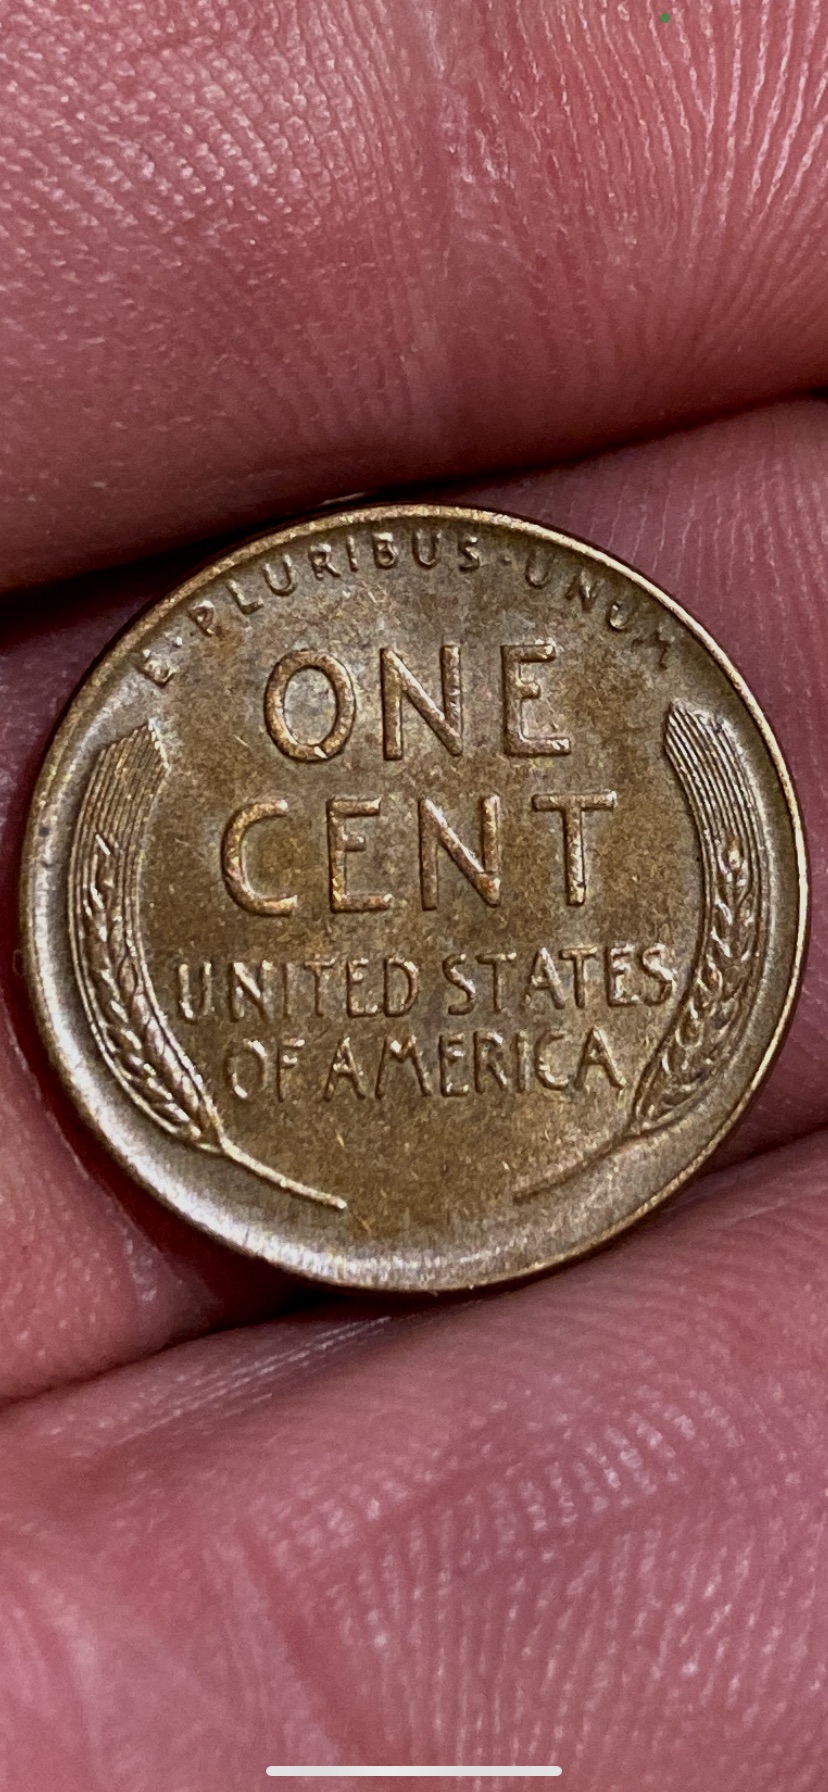 E·PLURIBUS·UNUM
ONE
CENT
UNITED STATES
OF AMERICA